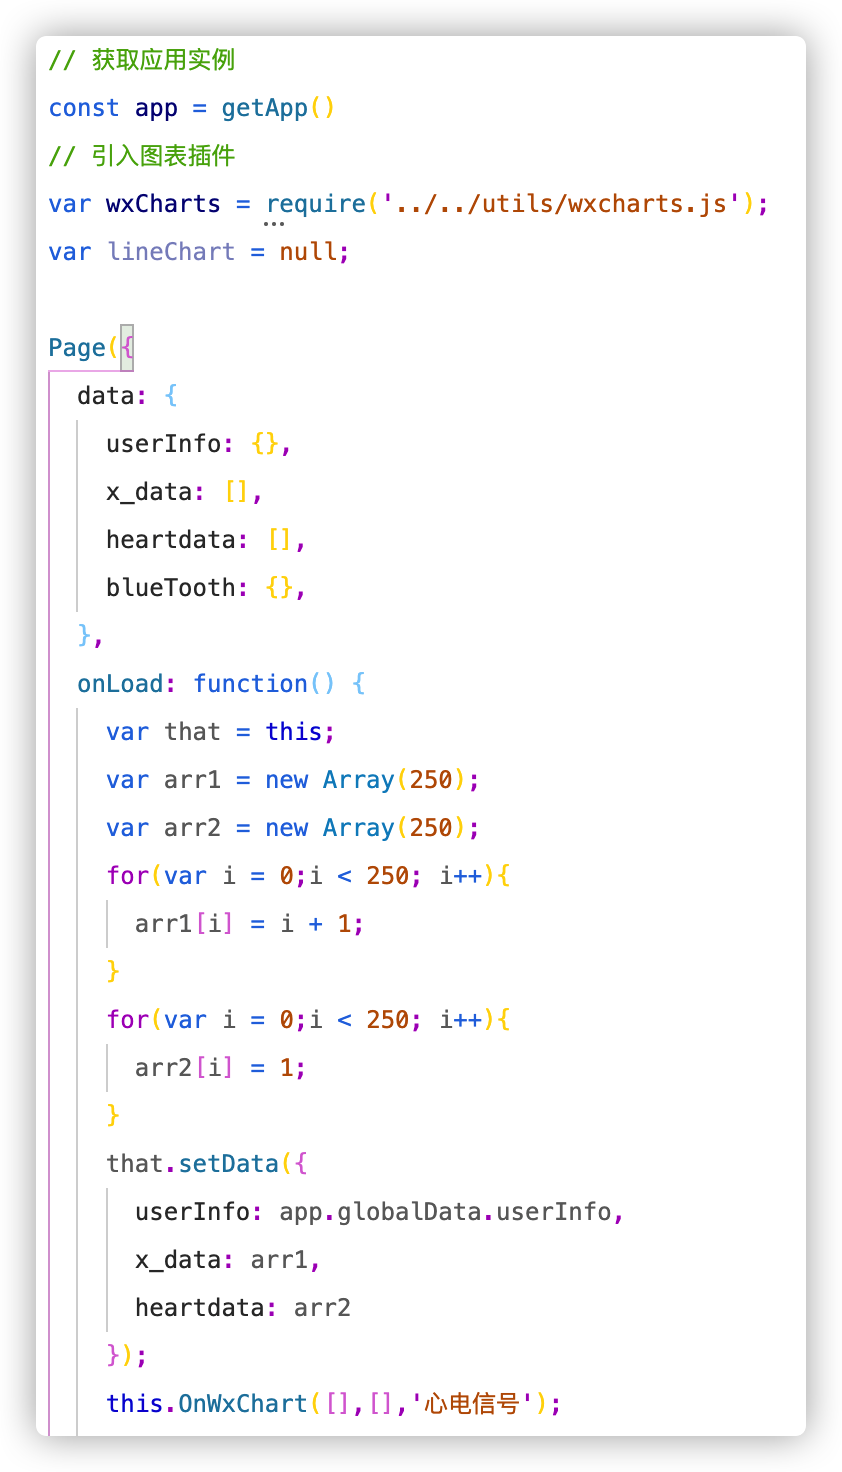 // 获取应用实例
const app = getApp()
// 引入图表插件
var wxCharts = require('../../utils/wxcharts.js');
var lineChart = null;

Page({
  data: {
    userInfo: {},
    x_data: [],
    heartdata: [],
    blueTooth: {},
  },
  onLoad: function() {
    var that = this;
    var arr1 = new Array(250);
    var arr2 = new Array(250);
    for(var i = 0;i < 250; i++){
      arr1[i] = i + 1;
    }
    for(var i = 0;i < 250; i++){
      arr2[i] = 1;
    }
    that.setData({
      userInfo: app.globalData.userInfo,
      x_data: arr1,
      heartdata: arr2
    });
    this.OnWxChart([],[],'心电信号');